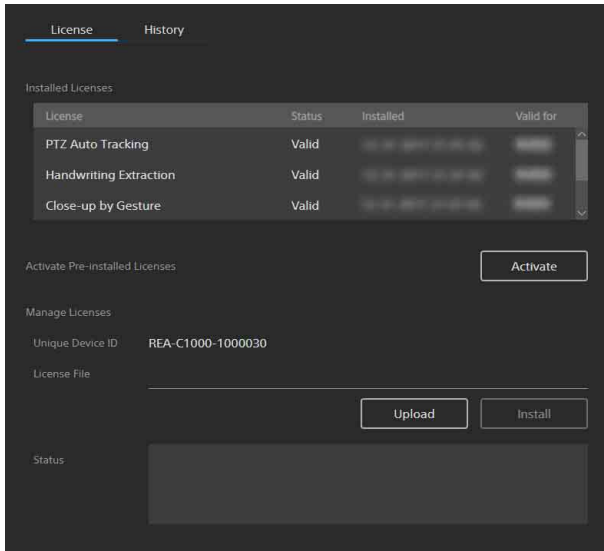 License History
Installed Licenses
License Status Installed Valid for
PTZ Auto Tracking Valid
Handwriting Extraction Valid
Close-up by Gesture Valid
Activate Pre-installed Licenses Activate
Manage Licenses
Unique Device ID REA-C1000-1000030
License File
Upload Install
Status